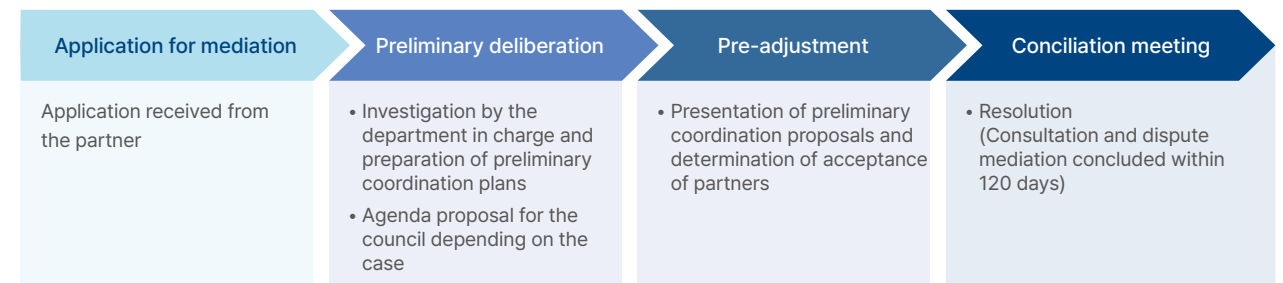 Application for mediation
Application received from
the partner
Preliminary deliberation
• Investigation by the
department in charge and
preparation of preliminary
coordination plans
• Agenda proposal for the
council depending on the
case
Pre-adjustment
• Presentation of preliminary
coordination proposals and
determination of acceptance
of partners
Conciliation meeting
• Resolution
(Consultation and dispute
mediation concluded within
120 days)